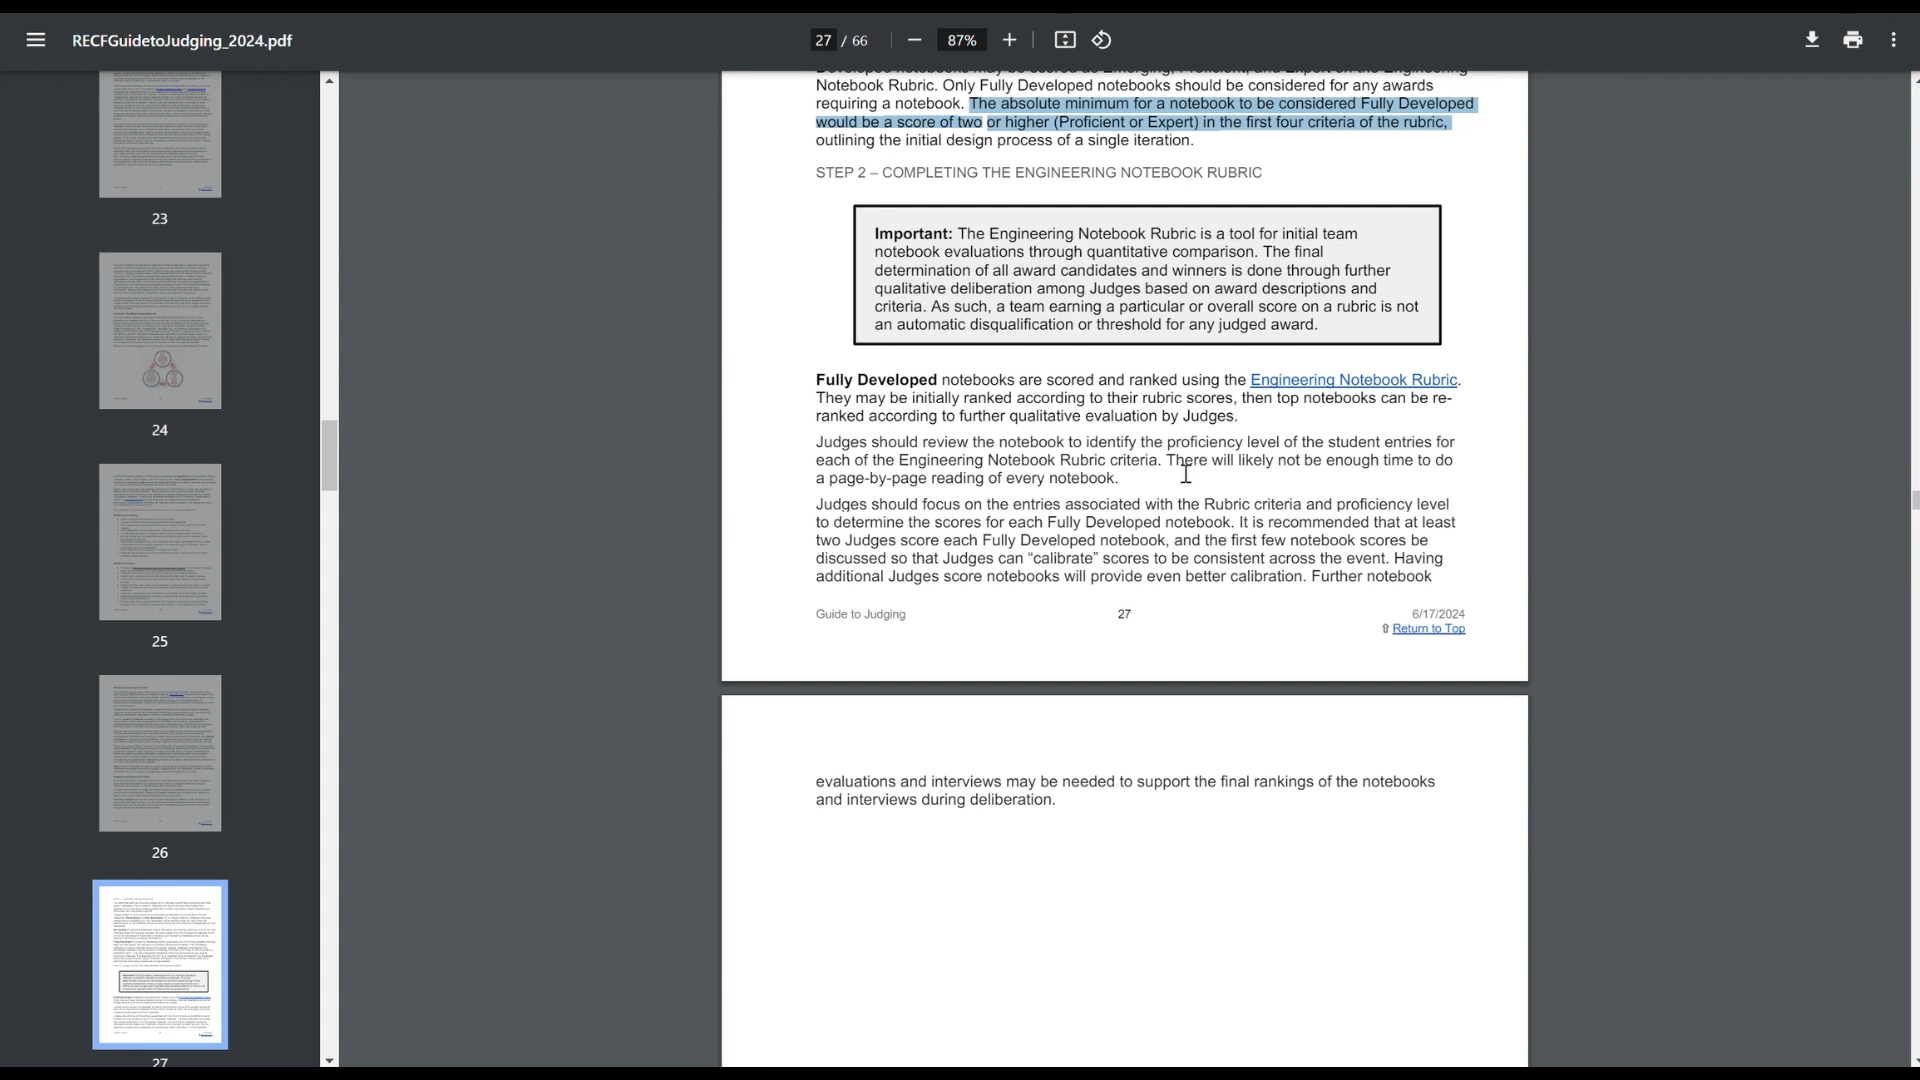 RECFGuidetoJudging_2024.pdf
27 / 66
87%
23
24
25
26
27
Developed notebooks may be scored as Emerging, Proficient, and Expert on the Engineering
Notebook Rubric. Only Fully Developed notebooks should be considered for any awards
requiring a notebook. The absolute minimum for a notebook to be considered Fully Developed
would be a score of two or higher (Proficient or Expert) in the first four criteria of the rubric,
outlining the initial design process of a single iteration.
STEP 2 – COMPLETING THE ENGINEERING NOTEBOOK RUBRIC
Important: The Engineering Notebook Rubric is a tool for initial team
notebook evaluations through quantitative comparison. The final
determination of all award candidates and winners is done through further
qualitative deliberation among Judges based on award descriptions and
criteria. As such, a team earning a particular or overall score on a rubric is not
an automatic disqualification or threshold for any judged award.
Fully Developed notebooks are scored and ranked using the Engineering Notebook Rubric.
They may be initially ranked according to their rubric scores, then top notebooks can be re-
ranked according to further qualitative evaluation by Judges.
Judges should review the notebook to identify the proficiency level of the student entries for
each of the Engineering Notebook Rubric criteria. There will likely not be enough time to do
a page-by-page reading of every notebook.
Judges should focus on the entries associated with the Rubric criteria and proficiency level
to determine the scores for each Fully Developed notebook. It is recommended that at least
two Judges score each Fully Developed notebook, and the first few notebook scores be
discussed so that Judges can “calibrate” scores to be consistent across the event. Having
additional Judges score notebooks will provide even better calibration. Further notebook
Guide to Judging
27
6/17/2024
⇧ Return to Top
evaluations and interviews may be needed to support the final rankings of the notebooks
and interviews during deliberation.